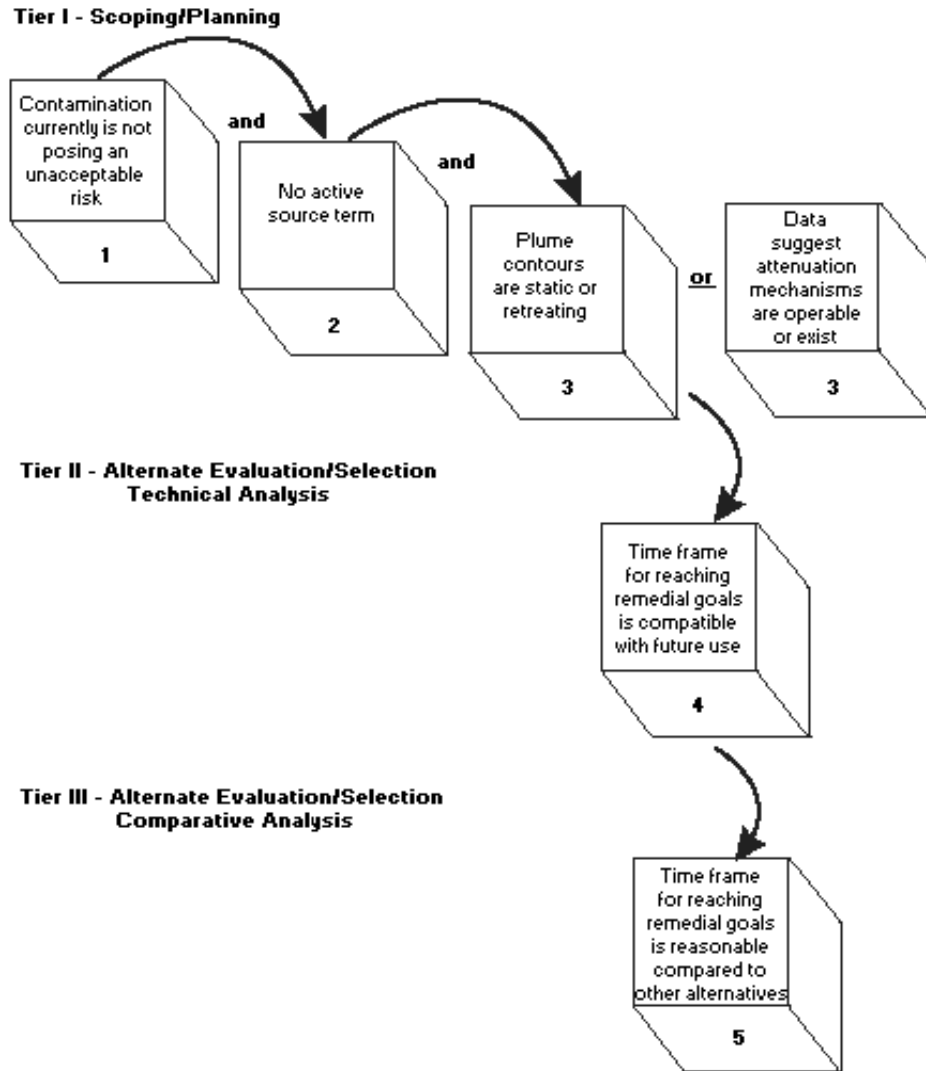 Tier I - Scoping/Planning
Contamination
currently is not
posing an
unacceptable
risk
1
and
No active
source term
2
and
Plume
contours
are static or
retreating
3
or
Data
suggest
attenuation
mechanisms
are operable
or exist
3
Tier II - Alternate Evaluation/Selection
Technical Analysis
Time frame
for reaching
remedial goals
is compatible
with future use
4
Tier III - Alternate Evaluation/Selection
Comparative Analysis
Time frame
for reaching
remedial goals
is reasonable
compared to
other alternatives
5